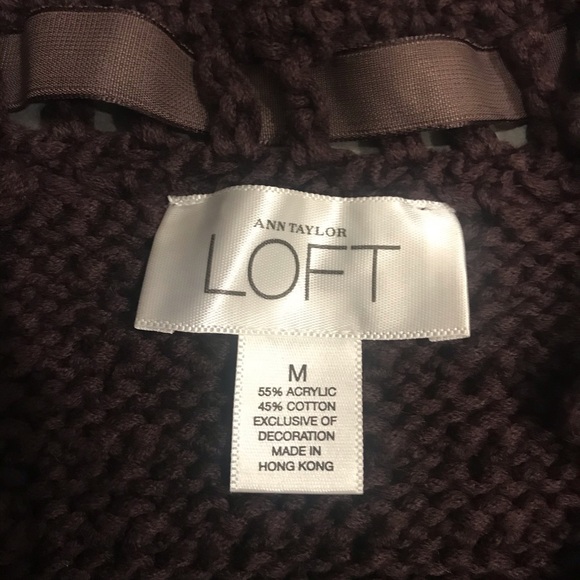 ANN TAYLOR
LOFT
M
55% ACRYLIC
45% COTTON
EXCLUSIVE OF
DECORATION
MADE IN
HONG KONG